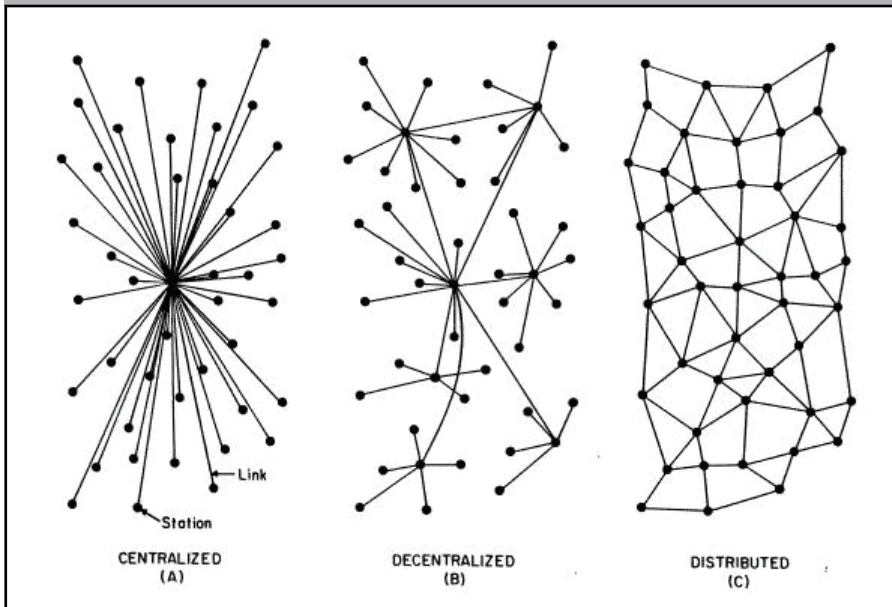 Link
Station
CENTRALIZED
(A)
DECENTRALIZED
(B)
DISTRIBUTED
(C)